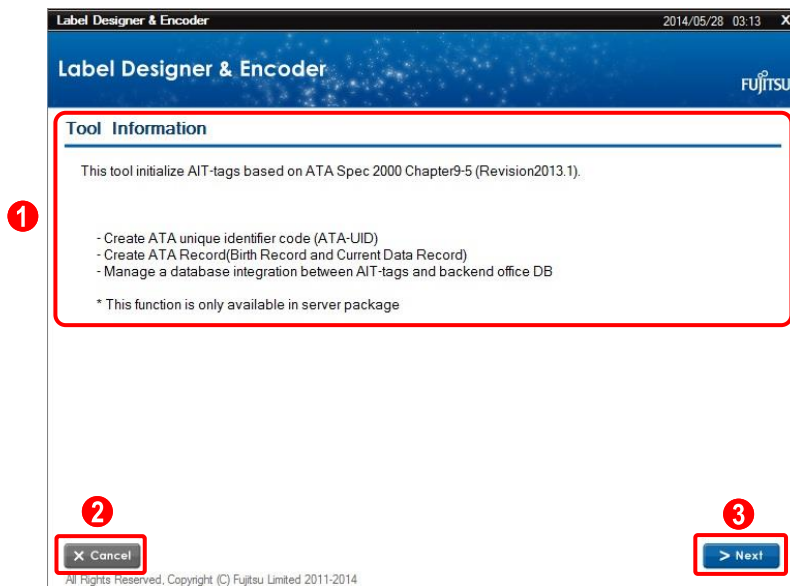 Label Designer & Encoder 2014/05/28 03:13 X
Label Designer & Encoder
FUJITSU
Tool Information
This tool initialize AIT-tags based on ATA Spec 2000 Chapter9-5 (Revision2013.1).
1
- Create ATA unique identifier code (ATA-UID)
- Create ATA Record(Birth Record and Current Data Record)
- Manage a database integration between AIT-tags and backend office DB
* This function is only available in server package
2
3
X Cancel
> Next
All Rights Reserved, Copyright (C) Fujitsu Limited 2011-2014